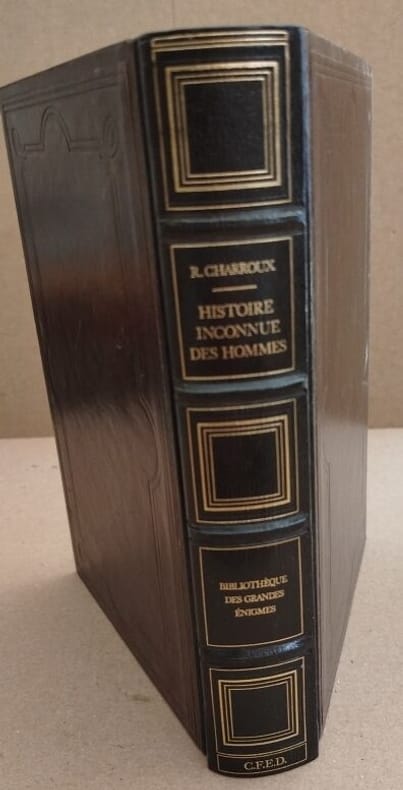 R. CHARROUX
HISTOIRE
INCONNUE
DES HOMMES
BIBLIOTHÈQUE
DES GRANDES
ÉNIGMES
C.F.E.D.